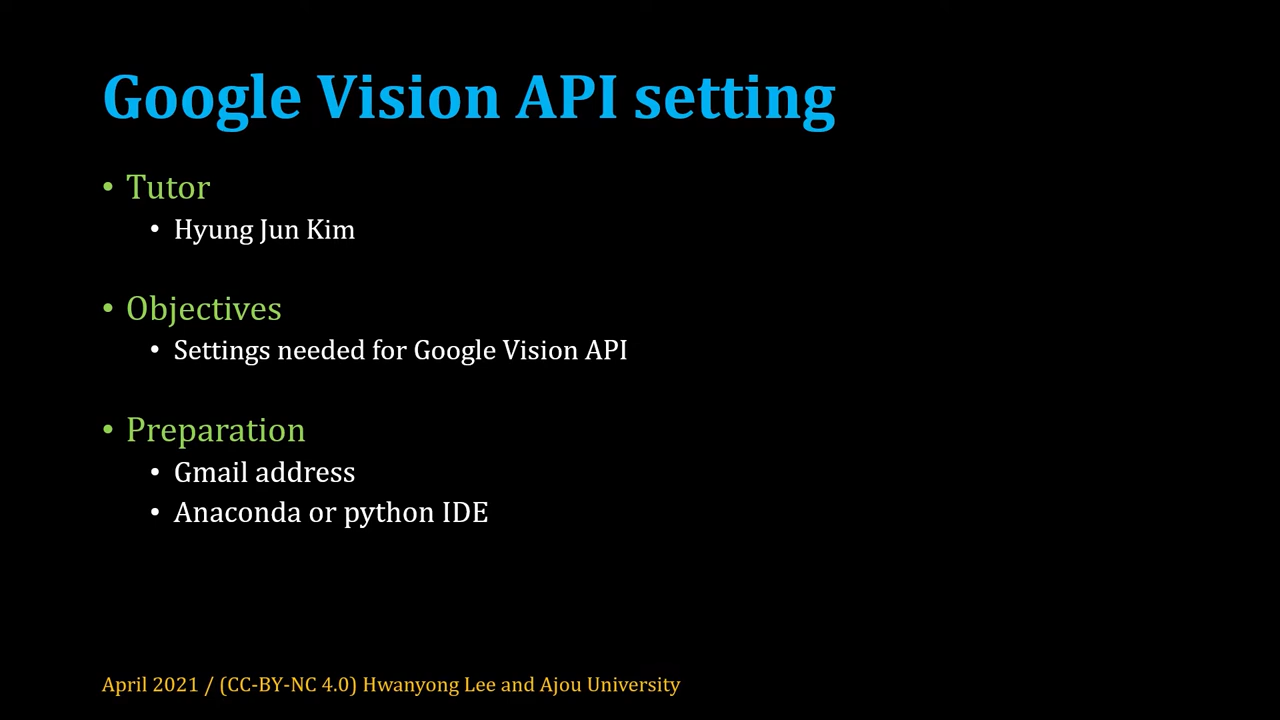 Google Vision API setting
• Tutor
• Hyung Jun Kim
• Objectives
• Settings needed for Google Vision API
• Preparation
• Gmail address
• Anaconda or python IDE
April 2021 / (CC-BY-NC 4.0) Hwanyong Lee and Ajou University